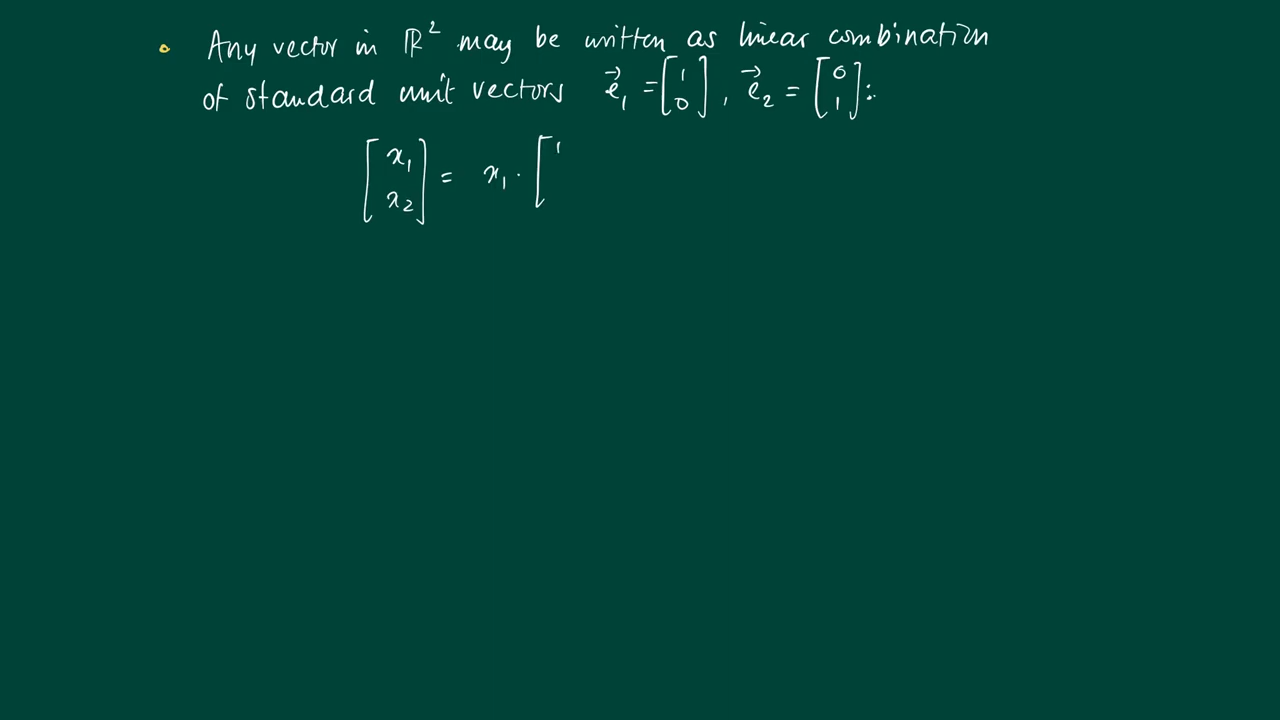 • Any vector in ℝ² may be written as linear combination
of standard unit vectors e⃗₁ = [1 0], e⃗₂ = [0 1]:
[x₁ x₂] = x₁ · [1